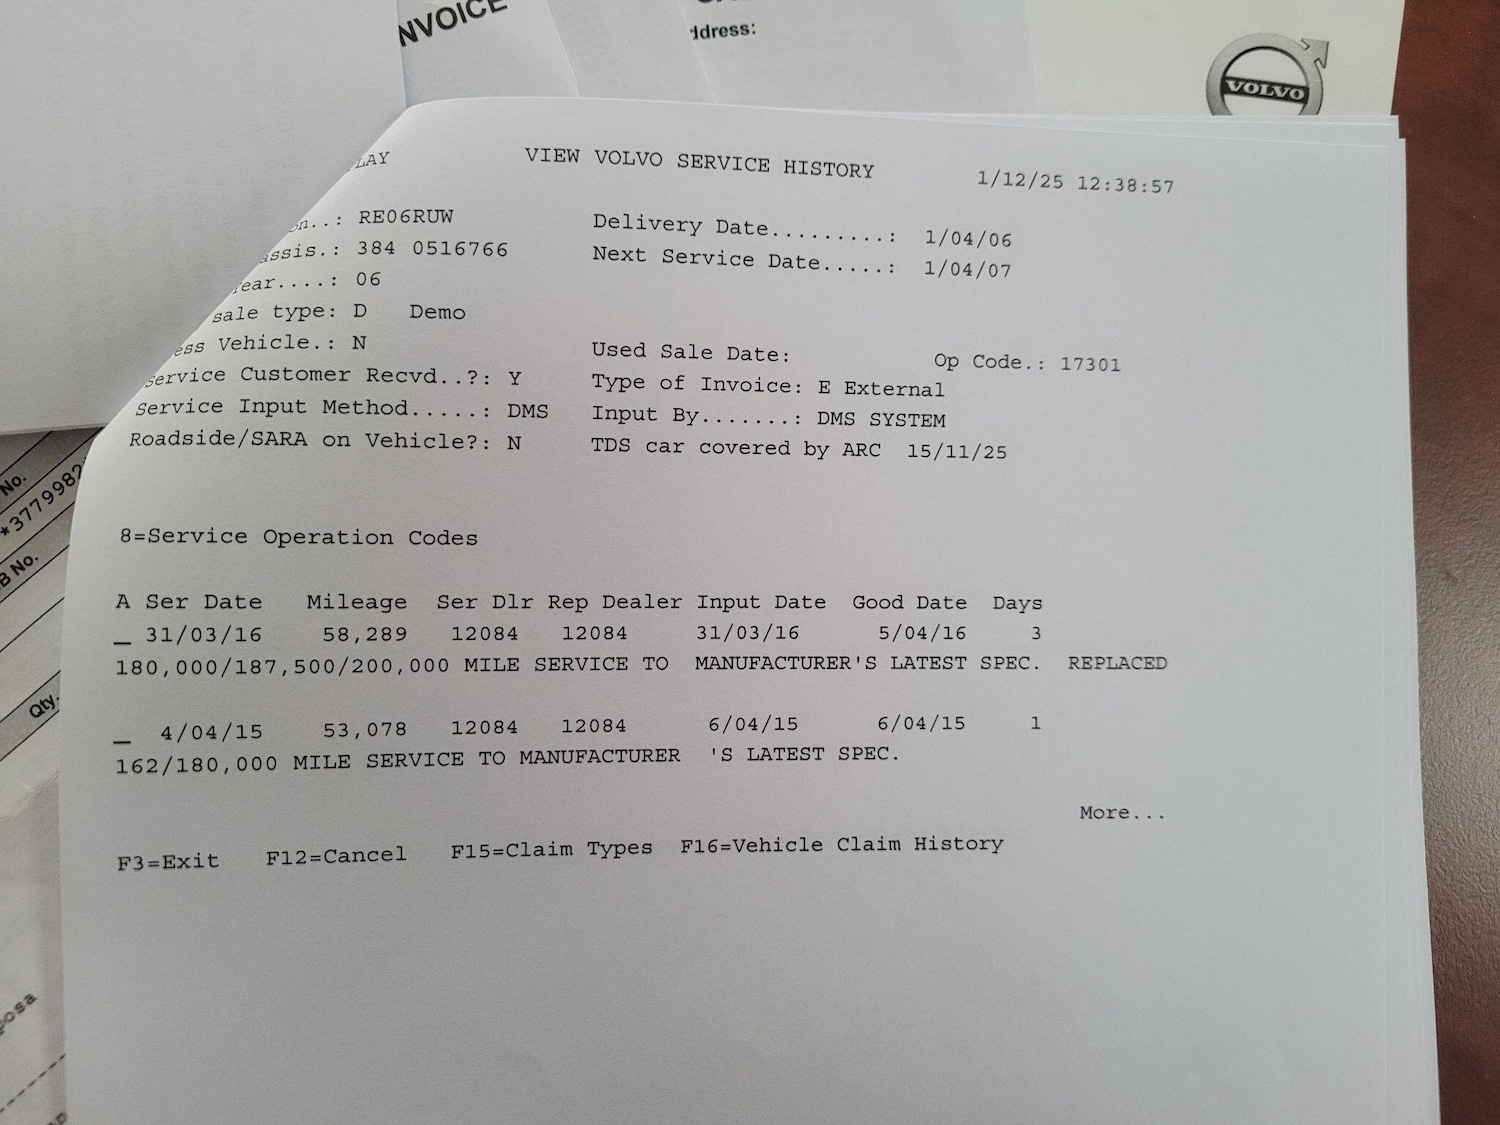 NVOICE
ddress:
VOLVO
LAY VIEW VOLVO SERVICE HISTORY 1/12/25 12:38:57
on..: RE06RUW Delivery Date.........: 1/04/06
assis.: 384 0516766 Next Service Date.....: 1/04/07
ear....: 06
sale type: D Demo
ess Vehicle.: N Used Sale Date: Op Code.: 17301
Service Customer Recvd..?: Y Type of Invoice: E External
Service Input Method.....: DMS Input By.......: DMS SYSTEM
Roadside/SARA on Vehicle?: N TDS car covered by ARC 15/11/25
No.
*3779982
B No.
8=Service Operation Codes
A Ser Date Mileage Ser Dlr Rep Dealer Input Date Good Date Days
_ 31/03/16 58,289 12084 12084 31/03/16 5/04/16 3
180,000/187,500/200,000 MILE SERVICE TO MANUFACTURER'S LATEST SPEC. REPLACED
Qty.
_ 4/04/15 53,078 12084 12084 6/04/15 6/04/15 1
162/180,000 MILE SERVICE TO MANUFACTURER 'S LATEST SPEC.
More...
F3=Exit F12=Cancel F15=Claim Types F16=Vehicle Claim History
posa